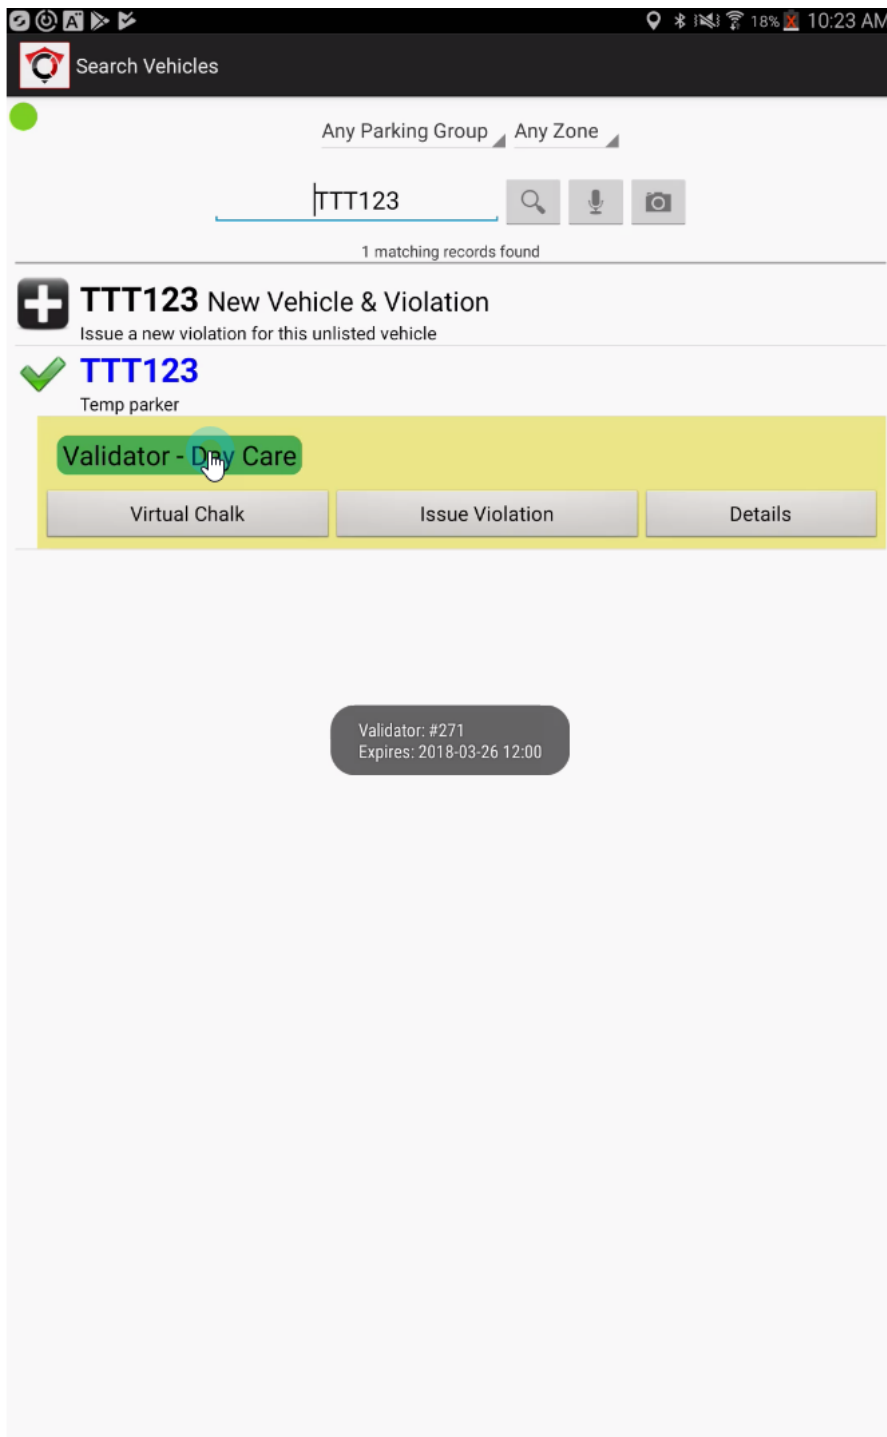 18% 10:23 AM
Search Vehicles
Any Parking Group Any Zone
TTT123
1 matching records found
TTT123 New Vehicle & Violation
Issue a new violation for this unlisted vehicle
TTT123
Temp parker
Validator - Day Care
Virtual Chalk Issue Violation Details
Validator: #271
Expires: 2018-03-26 12:00